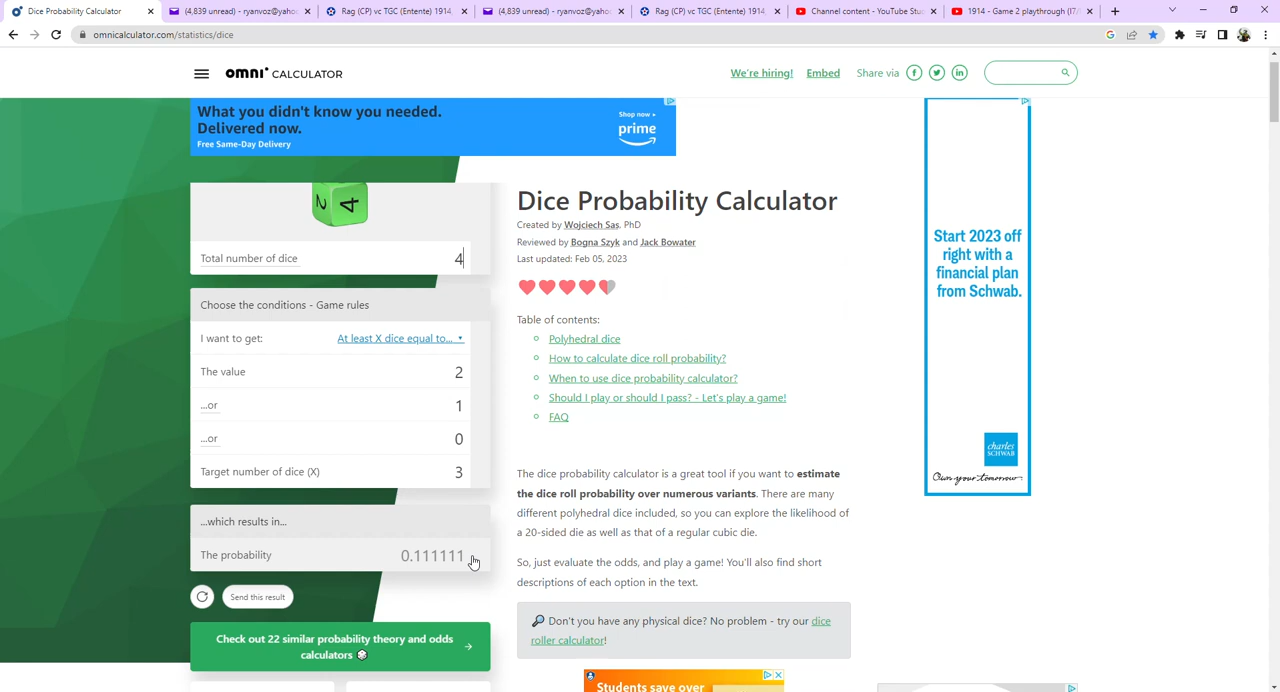 Dice Probability Calculator
(4,839 unread) - ryanvoz@yaho
Rag (CP) vc TGC (Entente) 1914
(4,839 unread) - ryanvoz@yaho
Rag (CP) vc TGC (Entente) 1914
Channel content - YouTube Stu
1914 - Game 2 playthrough (I7/
omnicalculator.com/statistics/dice
omni CALCULATOR
We're hiring!
Embed
Share via
What you didn't know you needed.
Delivered now.
Free Same-Day Delivery
Shop now
prime
4
Total number of dice 4
Choose the conditions - Game rules
I want to get: At least X dice equal to...
The value 2
...or 1
...or 0
Target number of dice (X) 3
...which results in...
The probability 0.111111
Send this result
Check out 22 similar probability theory and odds
calculators
Dice Probability Calculator
Created by Wojciech Sas, PhD
Reviewed by Bogna Szyk and Jack Bowater
Last updated: Feb 05, 2023
Table of contents:
Polyhedral dice
How to calculate dice roll probability?
When to use dice probability calculator?
Should I play or should I pass? - Let's play a game!
FAQ
The dice probability calculator is a great tool if you want to estimate
the dice roll probability over numerous variants. There are many
different polyhedral dice included, so you can explore the likelihood of
a 20-sided die as well as that of a regular cubic die.
So, just evaluate the odds, and play a game! You'll also find short
descriptions of each option in the text.
Don't you have any physical dice? No problem - try our dice
roller calculator!
Students save over
Start 2023 off
right with a
financial plan
from Schwab.
charles
SCHWAB
Own your tomorrow